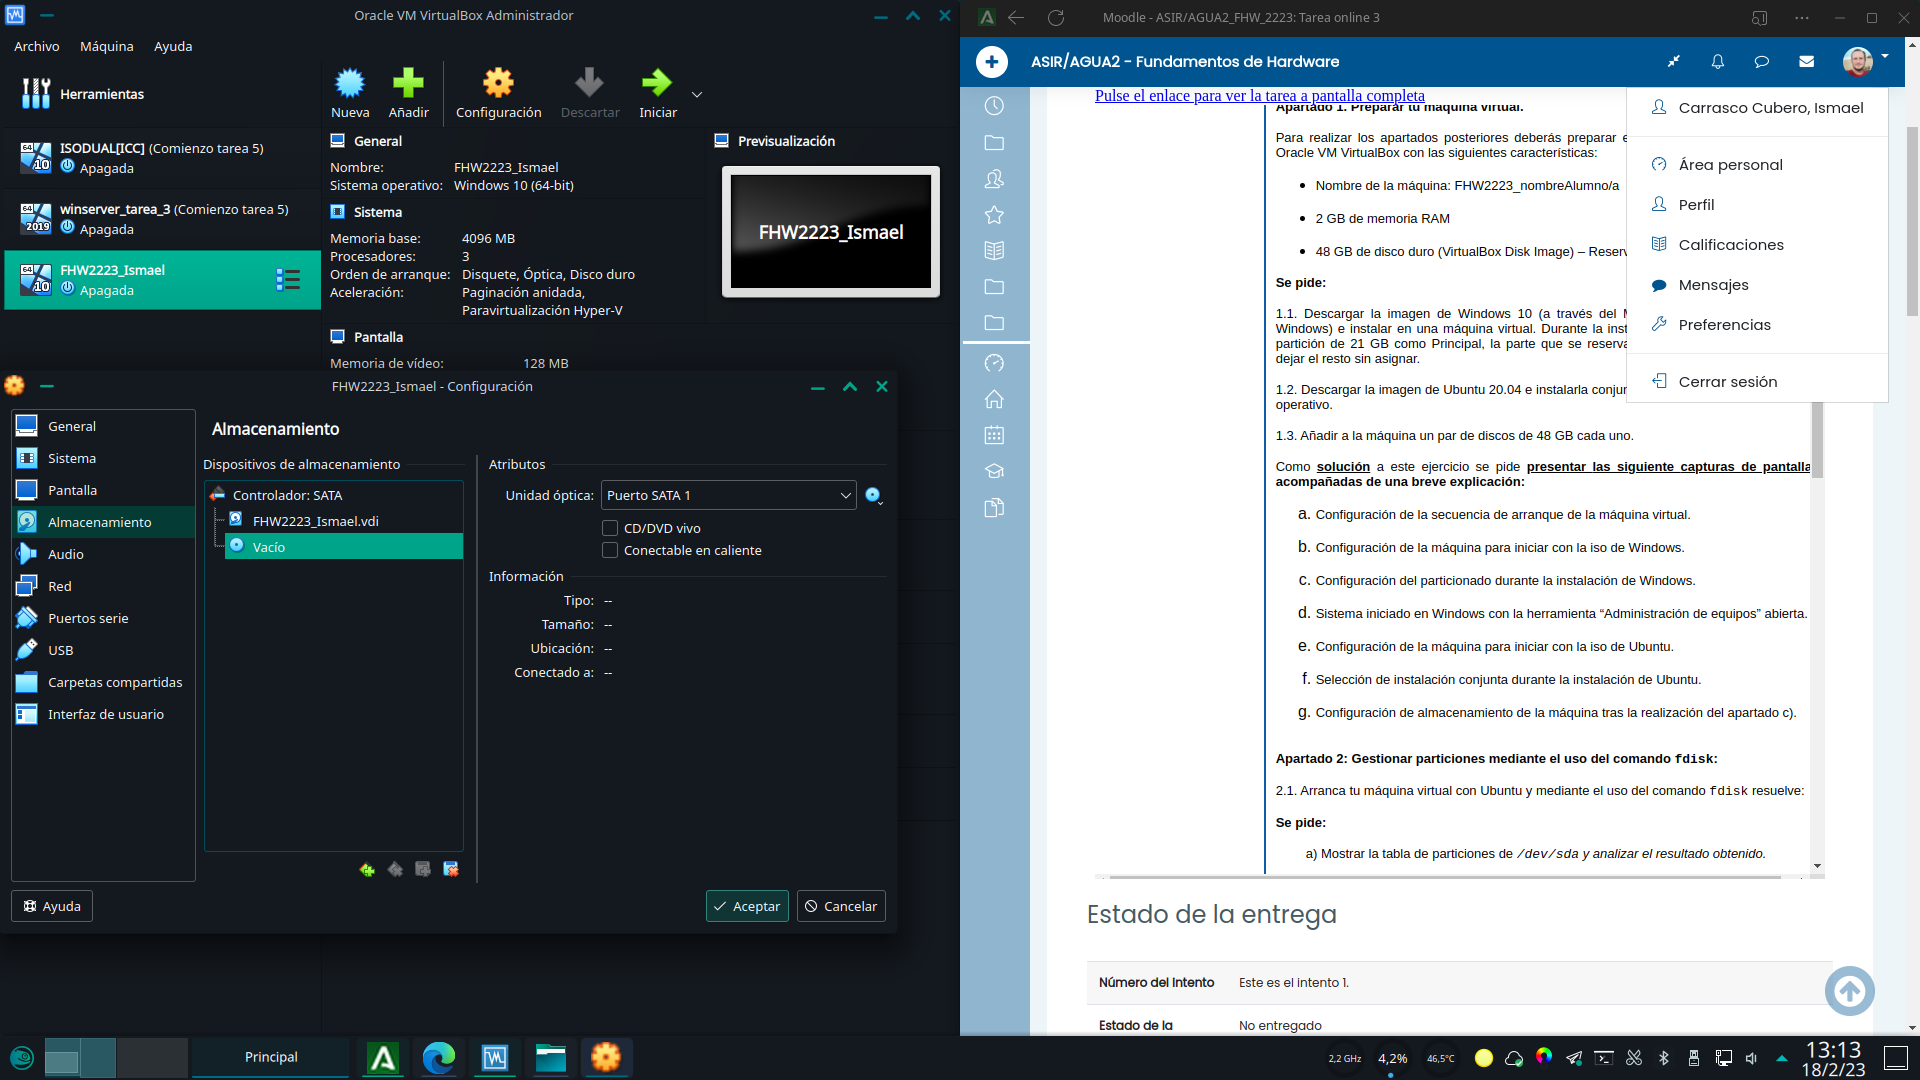 Oracle VM VirtualBox Administrador
Archivo Máquina Ayuda
Herramientas
Nueva Añadir Configuración Descartar Iniciar
ISODUAL[ICC] (Comienzo tarea 5)
Apagada
winserver_tarea_3 (Comienzo tarea 5)
Apagada
FHW2223_Ismael
Apagada
General
Nombre: FHW2223_Ismael
Sistema operativo: Windows 10 (64-bit)
Sistema
Memoria base: 4096 MB
Procesadores: 3
Orden de arranque: Disquete, Óptica, Disco duro
Aceleración: Paginación anidada,
Paravirtualización Hyper-V
Pantalla
Memoria de vídeo: 128 MB
Previsualización
FHW2223_Ismael
FHW2223_Ismael - Configuración
General
Sistema
Pantalla
Almacenamiento
Audio
Red
Puertos serie
USB
Carpetas compartidas
Interfaz de usuario
Almacenamiento
Dispositivos de almacenamiento
Controlador: SATA
FHW2223_Ismael.vdi
Vacío
Atributos
Unidad óptica: Puerto SATA 1
CD/DVD vivo
Conectable en caliente
Información
Tipo: --
Tamaño: --
Ubicación: --
Conectado a: --
Ayuda
Aceptar
Cancelar
Moodle - ASIR/AGUA2_FHW_2223: Tarea online 3
ASIR/AGUA2 - Fundamentos de Hardware
Pulse el enlace para ver la tarea a pantalla completa
Apartado 1. Preparar tu máquina virtual.
Para realizar los apartados posteriores deberás preparar
Oracle VM VirtualBox con las siguientes características:
• Nombre de la máquina: FHW2223_nombreAlumno/a
• 2 GB de memoria RAM
• 48 GB de disco duro (VirtualBox Disk Image) – Reserv
Se pide:
1.1. Descargar la imagen de Windows 10 (a través del
Windows) e instalar en una máquina virtual. Durante la inst
partición de 21 GB como Principal, la parte que se reserva
dejar el resto sin asignar.
1.2. Descargar la imagen de Ubuntu 20.04 e instalarla conjun
operativo.
1.3. Añadir a la máquina un par de discos de 48 GB cada uno.
Como solución a este ejercicio se pide presentar las siguiente capturas de pantalla
acompañadas de una breve explicación:
a. Configuración de la secuencia de arranque de la máquina virtual.
b. Configuración de la máquina para iniciar con la iso de Windows.
c. Configuración del particionado durante la instalación de Windows.
d. Sistema iniciado en Windows con la herramienta “Administración de equipos” abierta.
e. Configuración de la máquina para iniciar con la iso de Ubuntu.
f. Selección de instalación conjunta durante la instalación de Ubuntu.
g. Configuración de almacenamiento de la máquina tras la realización del apartado c).
Apartado 2: Gestionar particiones mediante el uso del comando fdisk:
2.1. Arranca tu máquina virtual con Ubuntu y mediante el uso del comando fdisk resuelve:
Se pide:
a) Mostrar la tabla de particiones de /dev/sda y analizar el resultado obtenido.
Carrasco Cubero, Ismael
Área personal
Perfil
Calificaciones
Mensajes
Preferencias
Cerrar sesión
Estado de la entrega
Número del intento Este es el intento 1.
Estado de la No entregado
Principal
2,2 GHz 4,2% 46,5°C
13:13
18/2/23